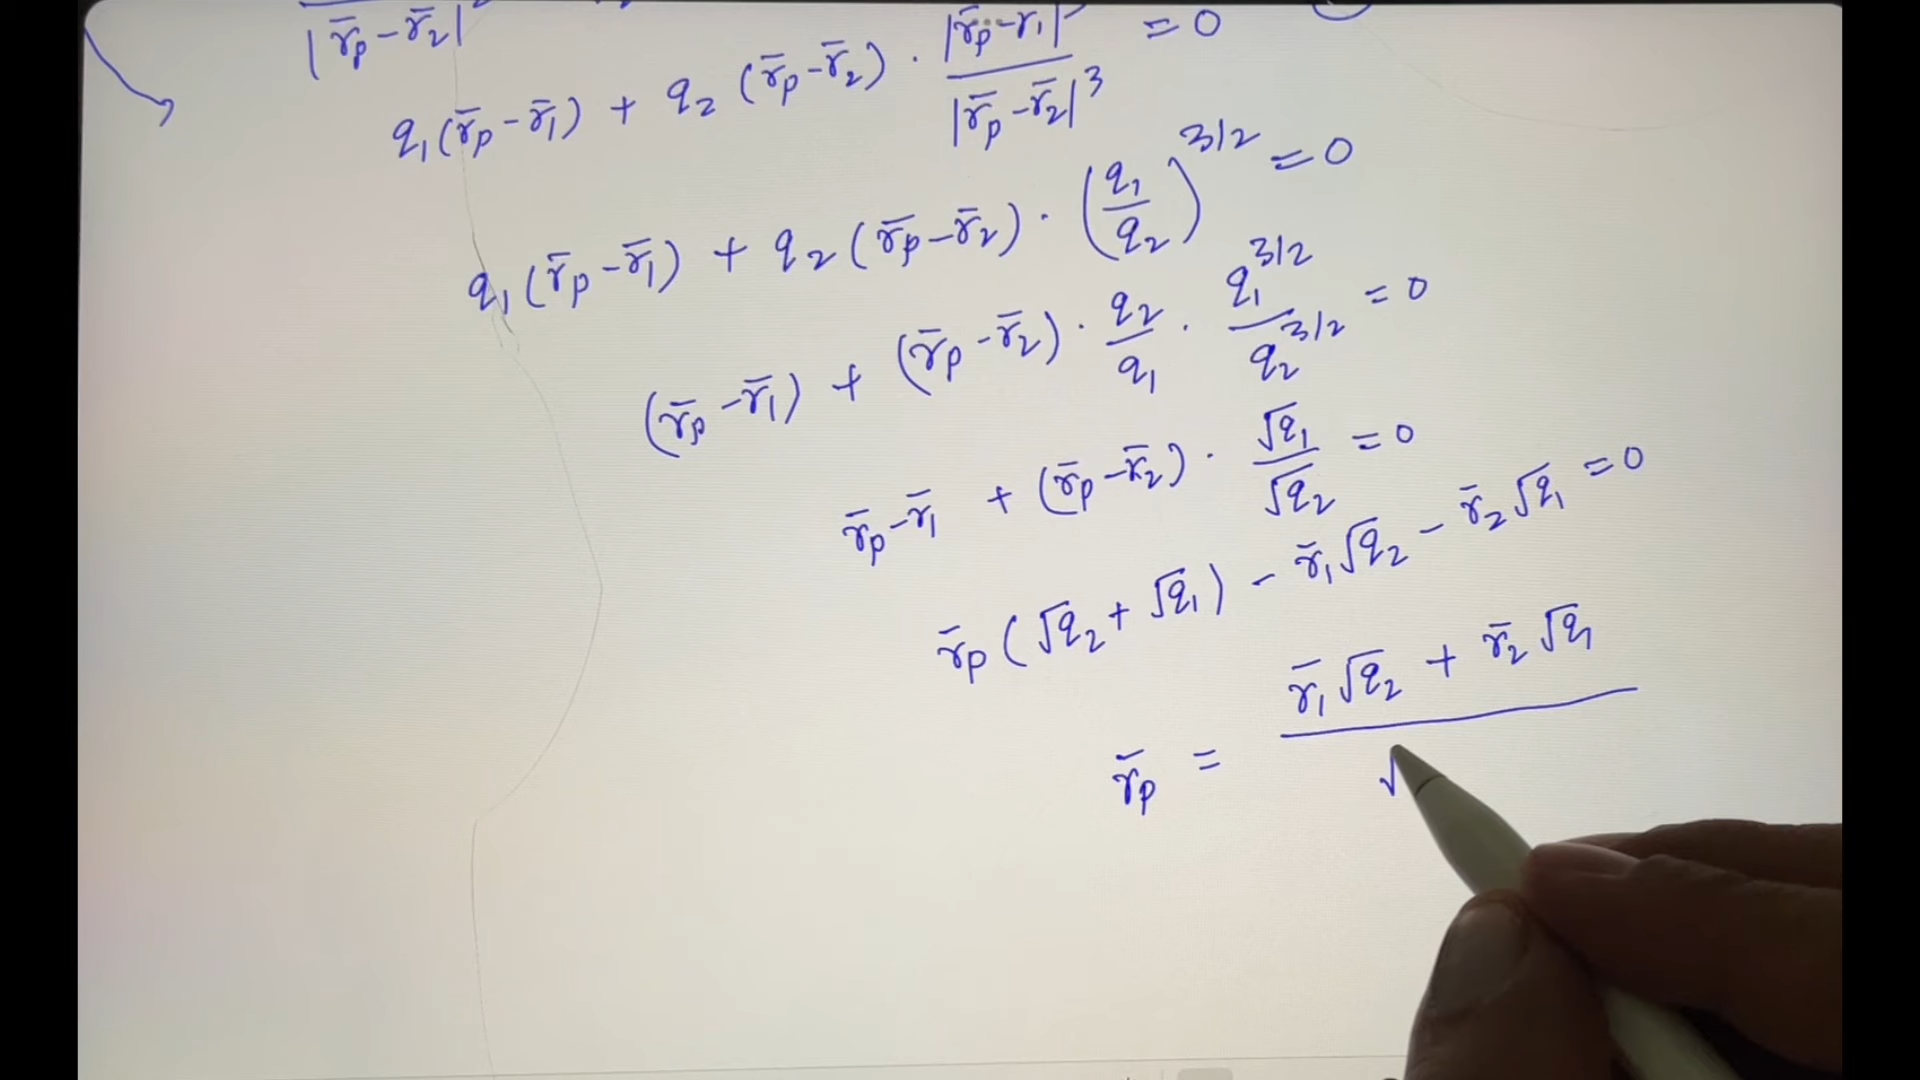 |r̄p - r̄2|
q1(r̄p - r̄1) + q2 (r̄p - r̄2) · |r̄p - r1| / |r̄p - r̄2|^3 = 0
q1(r̄p - r̄1) + q2(r̄p - r̄2) · (q1/q2)^3/2 = 0
(r̄p - r̄1) + (r̄p - r̄2) · q2/q1 · q1^3/2 / q2^3/2 = 0
r̄p - r̄1 + (r̄p - r̄2) · √q1/√q2 = 0
r̄p (√q2 + √q1) - r̄1√q2 - r̄2√q1 = 0
r̄p = r̄1√q2 + r̄2√q1 / √